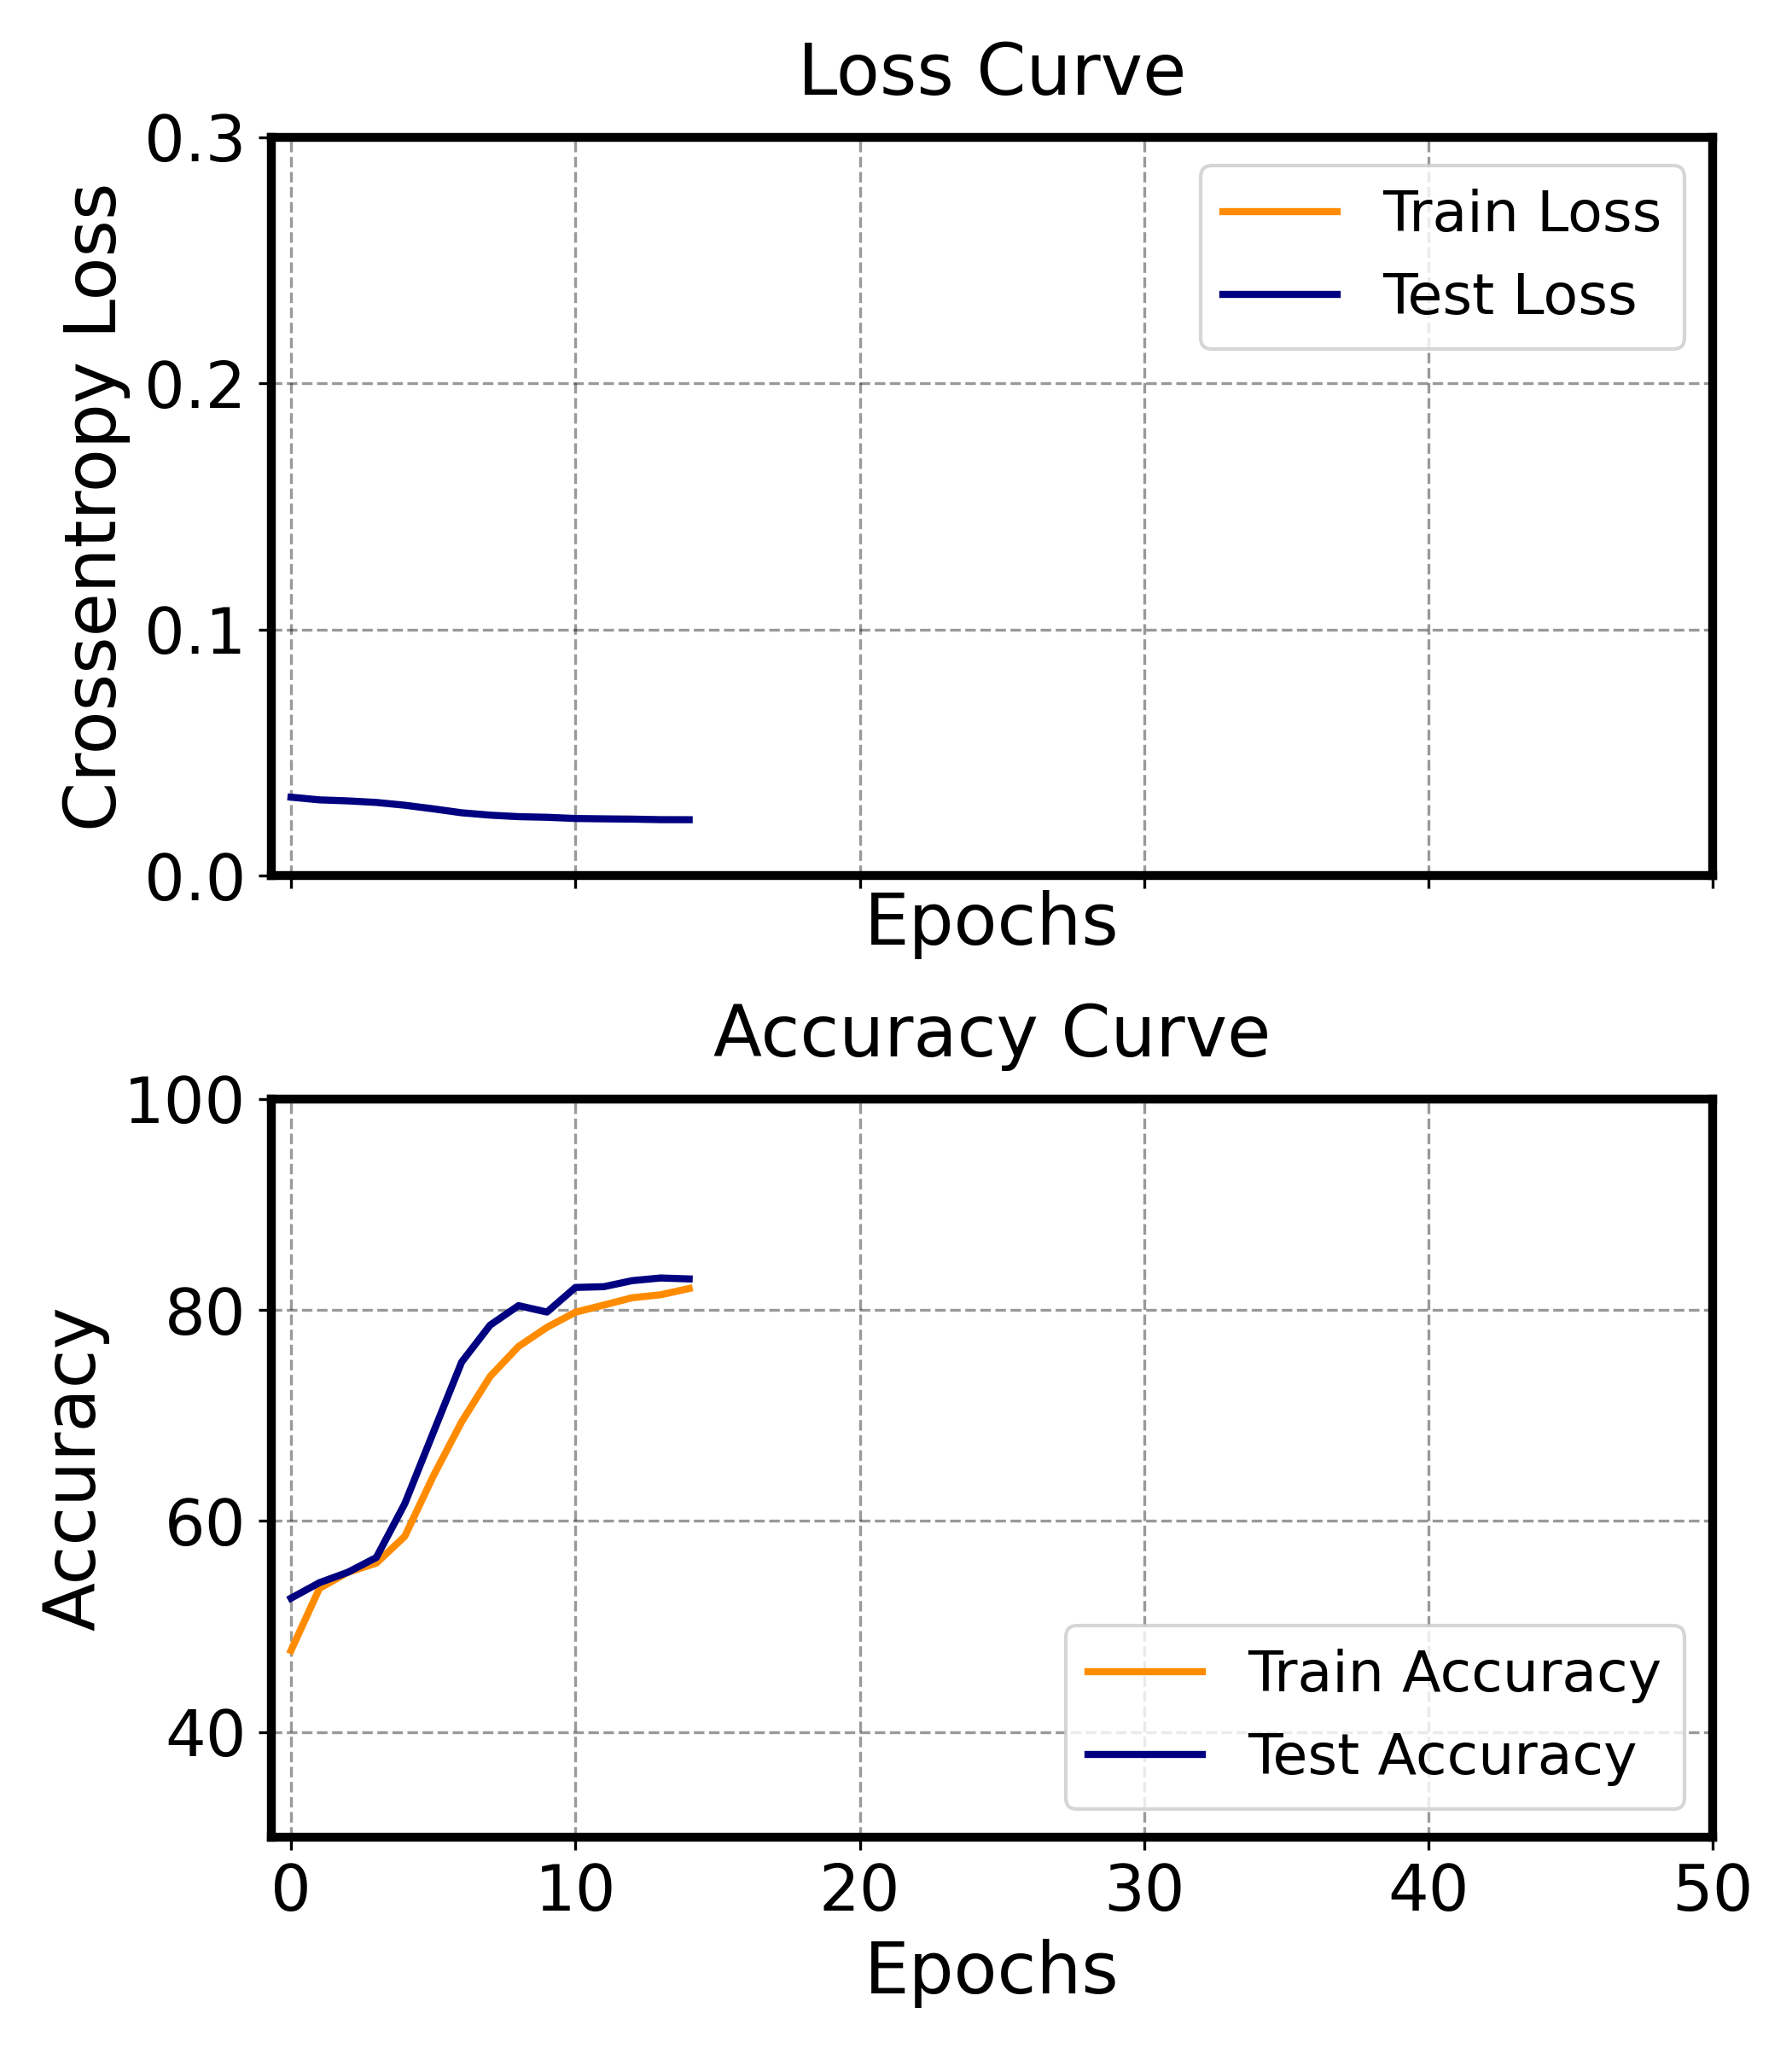 Loss Curve
0.3
0.2
0.1
0.0
Crossentropy Loss
Train Loss
Test Loss
Epochs
Accuracy Curve
100
80
60
40
Accuracy
Train Accuracy
Test Accuracy
0 10 20 30 40 50
Epochs